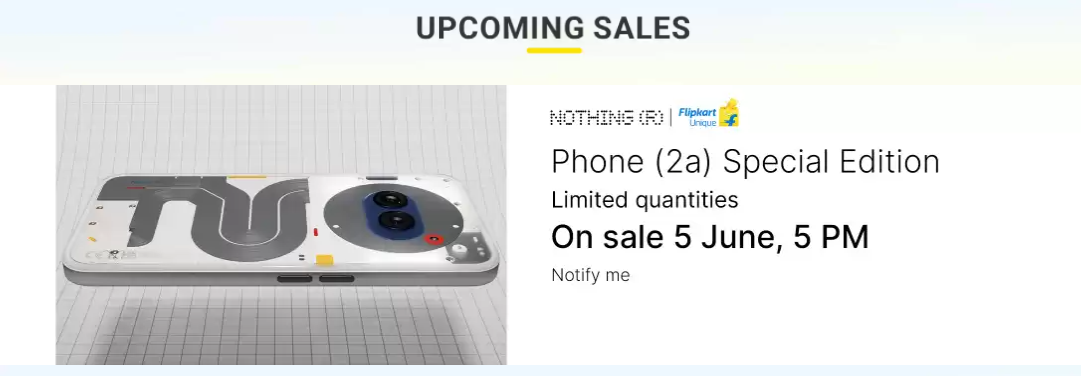 UPCOMING SALES
NOTHING (R) | Flipkart Unique
Phone (2a) Special Edition
Limited quantities
On sale 5 June, 5 PM
Notify me